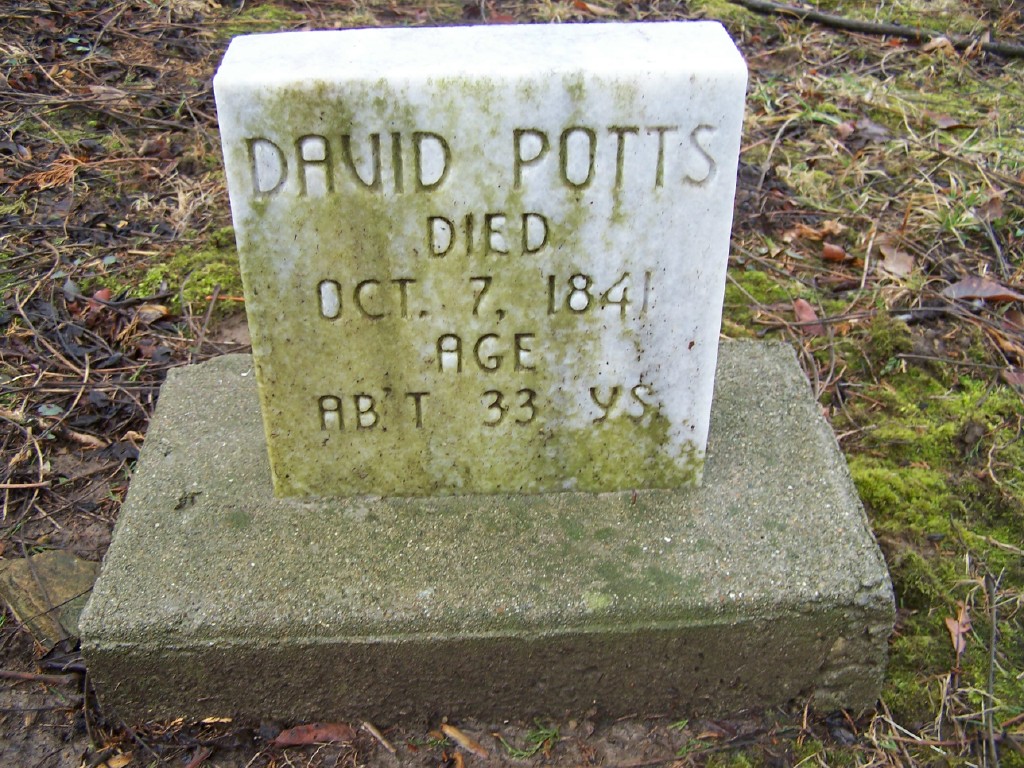 DAVID POTTS
DIED
OCT. 7, 1841
AGE
AB'T 33 YS.